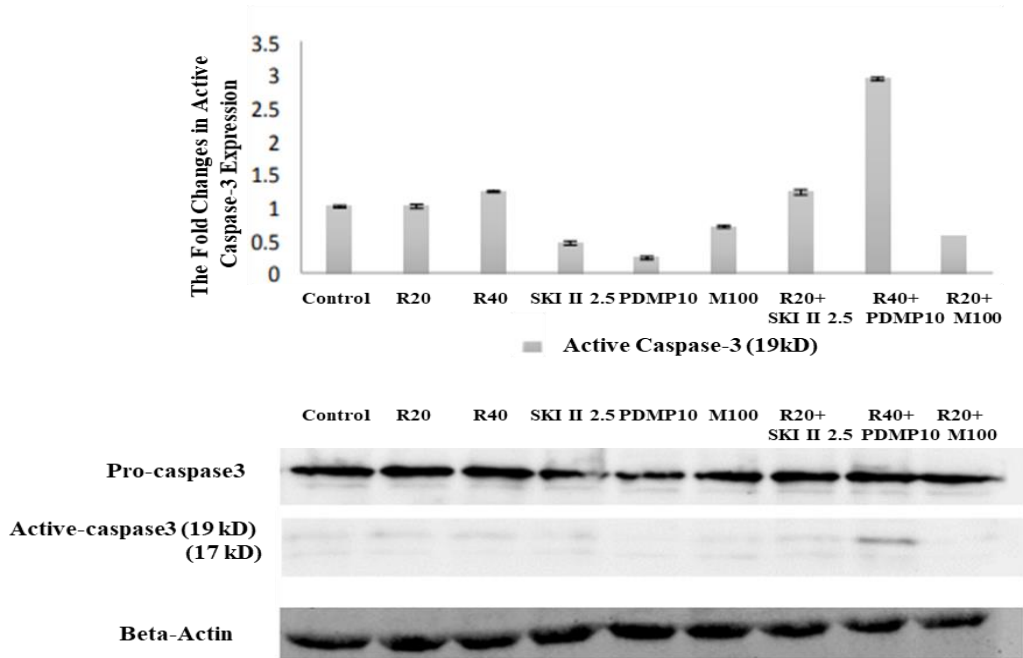 The Fold Changes in Active
Caspase-3 Expression
3.5
3
2.5
2
1.5
1
0.5
0
Control R20 R40 SKI II 2.5 PDMP10 M100 R20+ R40+ R20+
SKI II 2.5 PDMP10 M100
Active Caspase-3 (19kD)
Control R20 R40 SKI II 2.5 PDMP10 M100 R20+ R40+ R20+
SKI II 2.5 PDMP10 M100
Pro-caspase3
Active-caspase3 (19 kD)
(17 kD)
Beta-Actin